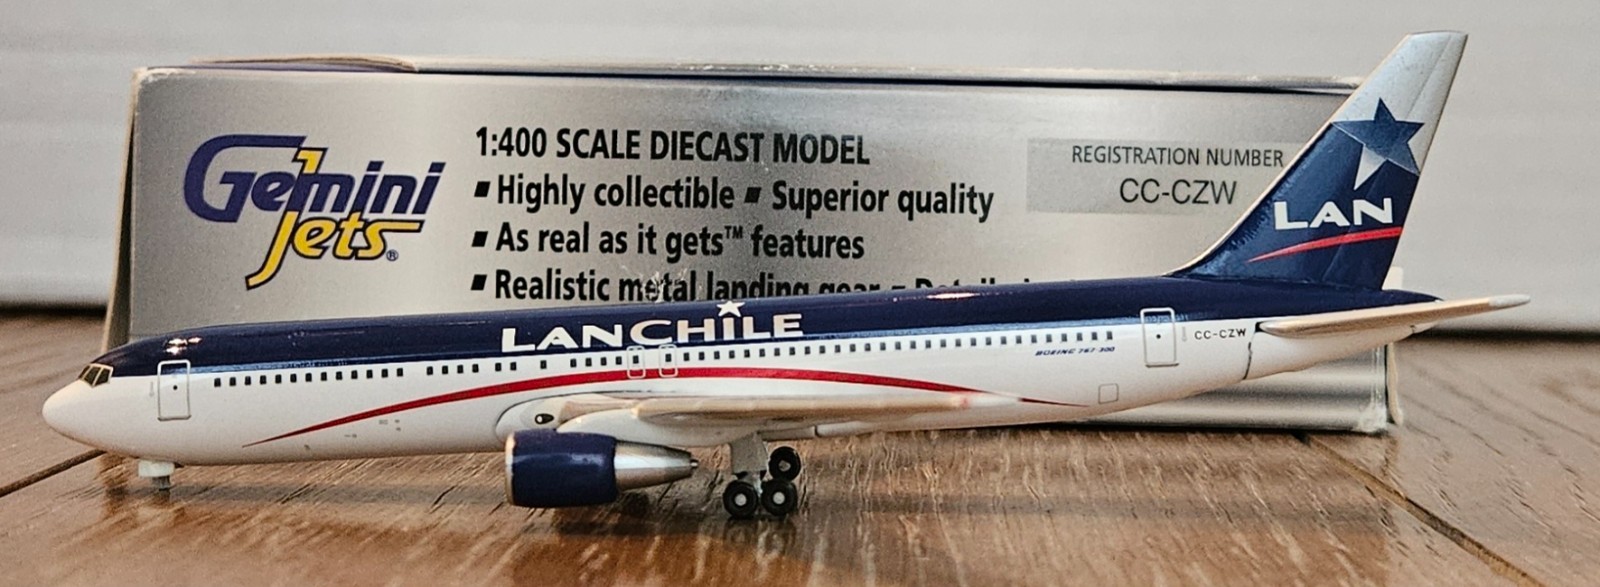 Gemini
Jets®
1:400 SCALE DIECAST MODEL
▪ Highly collectible ▪ Superior quality
▪ As real as it gets™ features
▪ Realistic metal landing gear ▪
REGISTRATION NUMBER
CC-CZW
LAN
LANCHILE
BOEING 767-300
CC-CZW